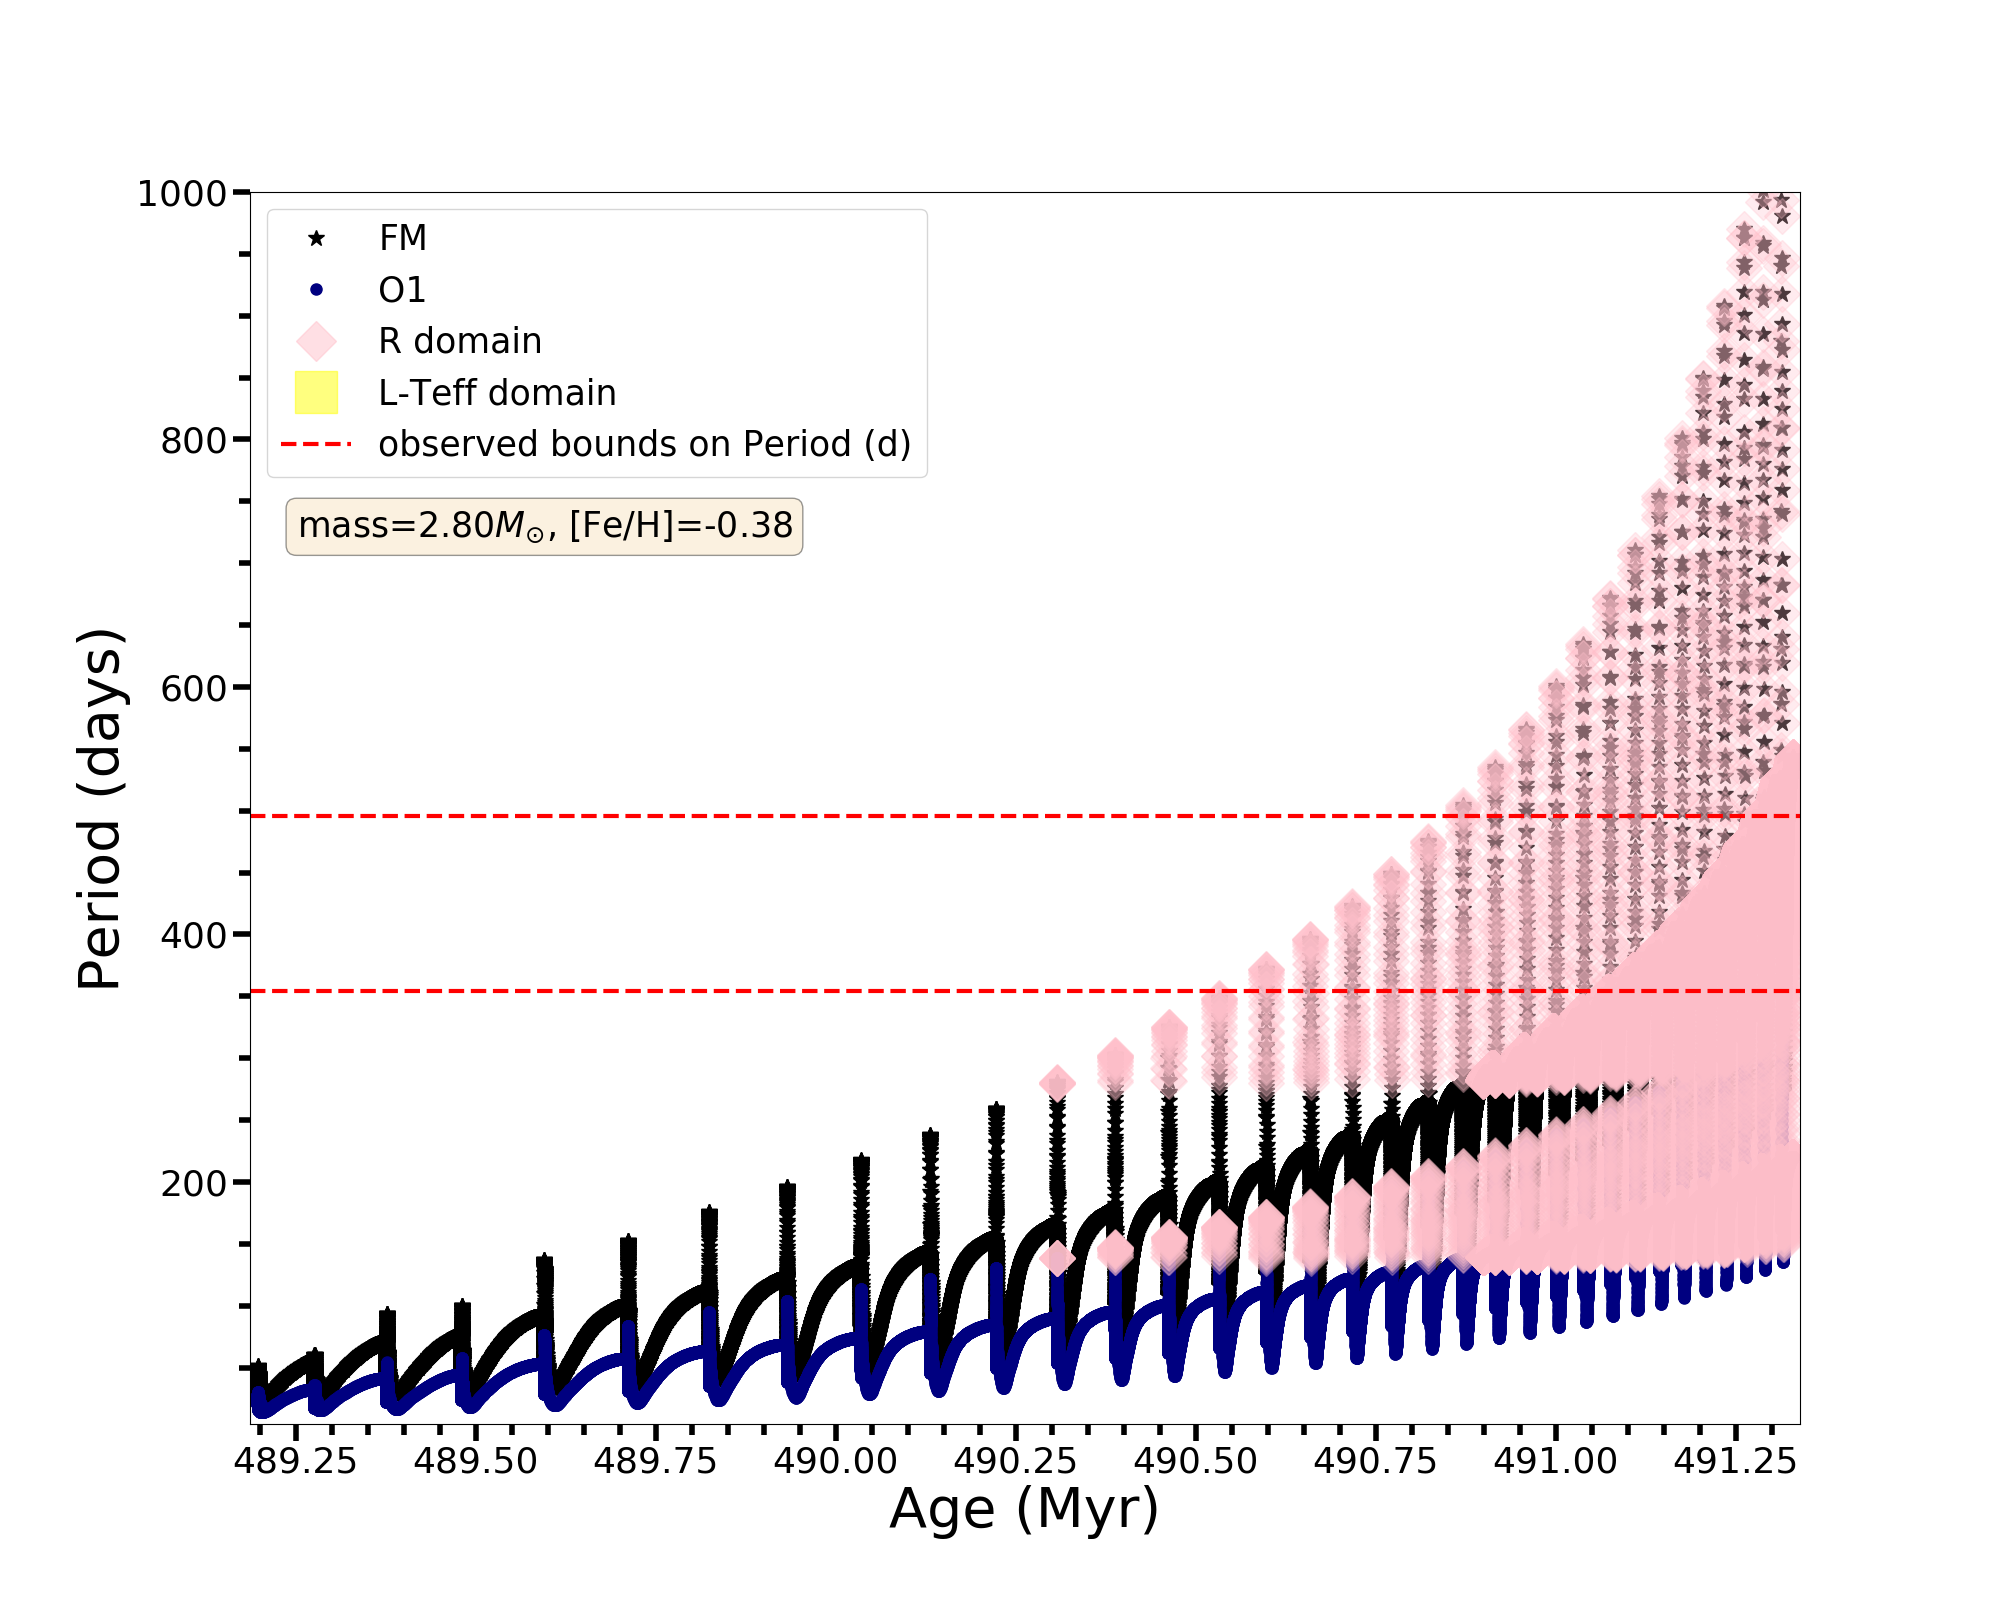 1000
800
600
400
200
Period (days)
FM
O1
R domain
L-Teff domain
observed bounds on Period (d)
mass=2.80M⊙, [Fe/H]=-0.38
489.25 489.50 489.75 490.00 490.25 490.50 490.75 491.00 491.25
Age (Myr)